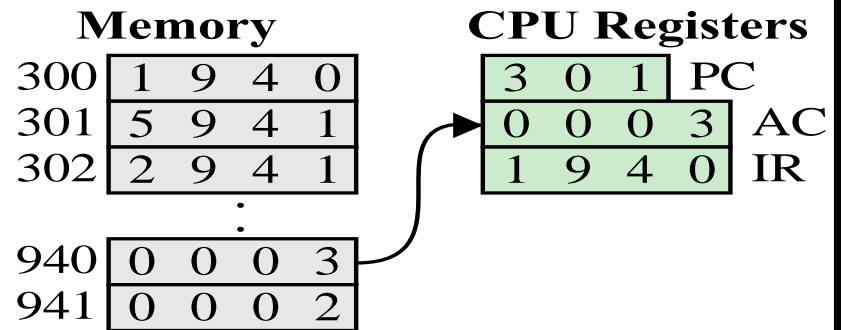 Memory CPU Registers
300 1 9 4 0 3 0 1 PC
301 5 9 4 1 0 0 0 3 AC
302 2 9 4 1 1 9 4 0 IR
:
940 0 0 0 3
941 0 0 0 2